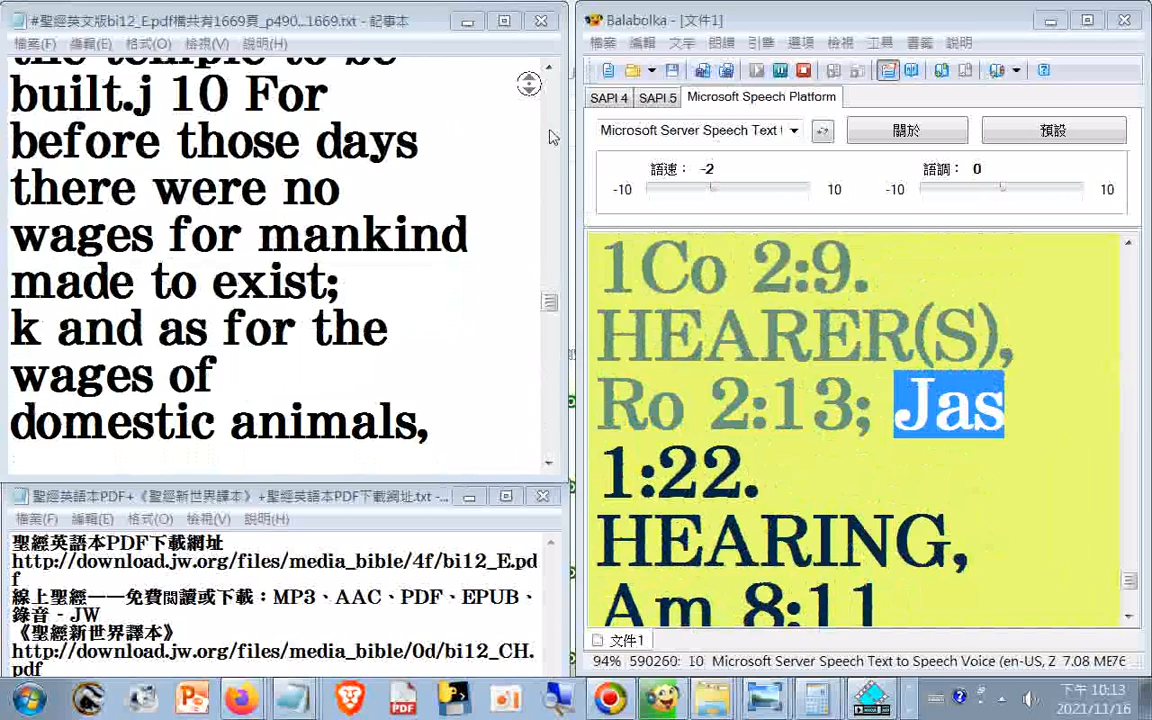 #聖經英文版bi12_E.pdf檔共有1669頁_p490,..1669.txt - 記事本
檔案(F) 編輯(E) 格式(O) 檢視(V) 說明(H)
the temple to be
built.j 10 For
before those days
there were no
wages for mankind
made to exist;
k and as for the
wages of
domestic animals,
聖經英語本PDF+《聖經新世界譯本》+聖經英語本PDF下載網址.txt -...
檔案(F) 編輯(E) 格式(O) 檢視(V) 說明(H)
聖經英語本PDF下載網址
http://download.jw.org/files/media_bible/4f/bi12_E.pd
f
線上聖經——免費閱讀或下載：MP3、AAC、PDF、EPUB、
錄音 - JW
《聖經新世界譯本》
http://download.jw.org/files/media_bible/0d/bi12_CH.
pdf
Balabolka - [文件1]
檔案 編輯 文字 朗讀 引擎 選項 檢視 工具 書籤 說明
SAPI 4 SAPI 5 Microsoft Speech Platform
Microsoft Server Speech Text 關於 預設
語速： -2 語調： 0
-10 10 -10 10
1Co 2:9.
HEARER(S),
Ro 2:13; Jas
1:22.
HEARING,
Am 8:11
文件1
94% 590260: 10 Microsoft Server Speech Text to Speech Voice (en-US, Z 7.08 ME76
PDF
下午 10:13
2021/11/16